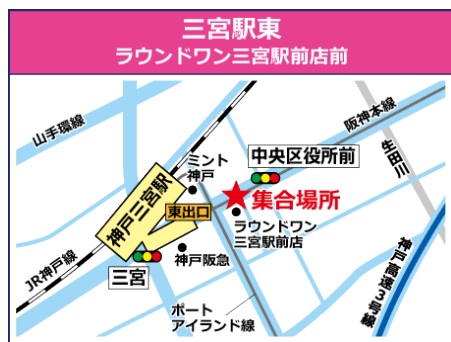 三宮駅東
ラウンドワン三宮駅前店前
山手環線
阪神本線
生田川
ミント
神戸
中央区役所前
神戸三宮駅
集合場所
東出口
ラウンドワン
三宮駅前店
神戸阪急
三宮
JR神戸線
ポート
アイランド線
神戸高速3号線